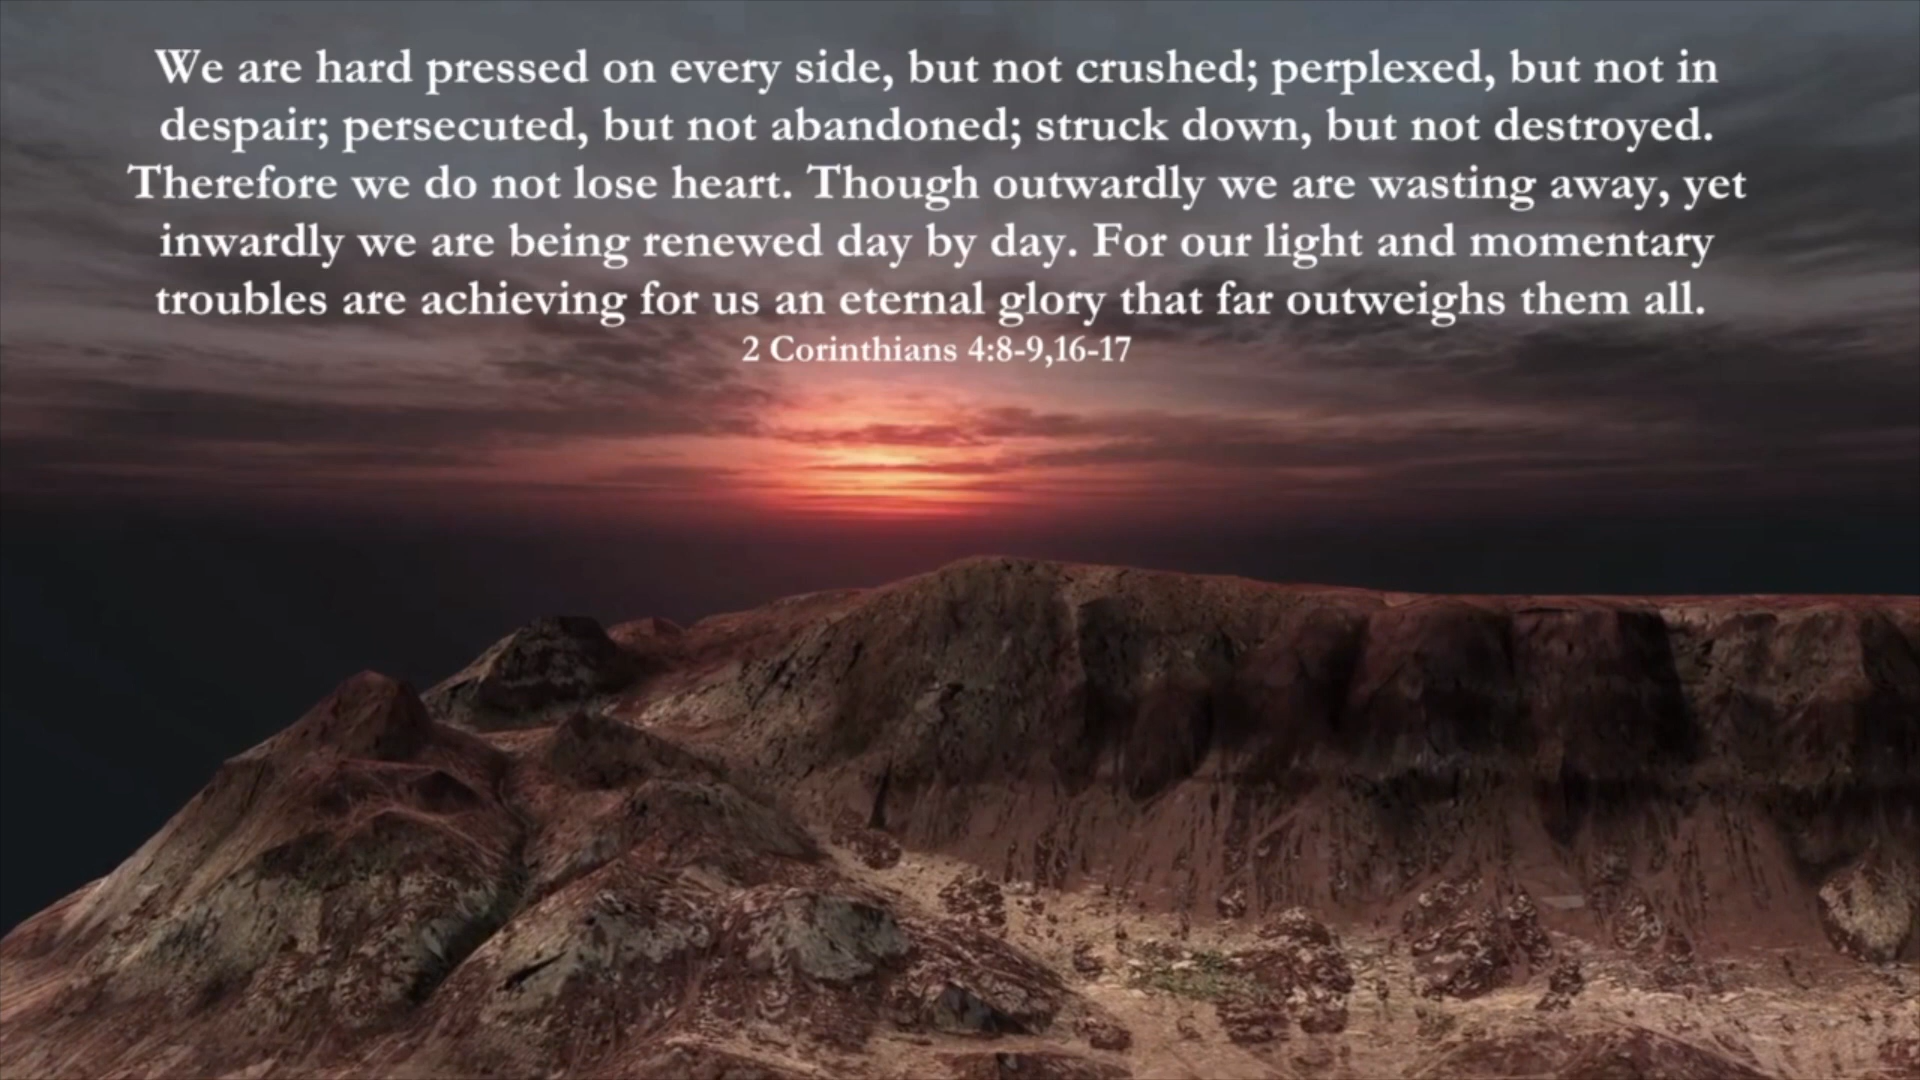 We are hard pressed on every side, but not crushed; perplexed, but not in
despair; persecuted, but not abandoned; struck down, but not destroyed.
Therefore we do not lose heart. Though outwardly we are wasting away, yet
inwardly we are being renewed day by day. For our light and momentary
troubles are achieving for us an eternal glory that far outweighs them all.
2 Corinthians 4:8-9,16-17